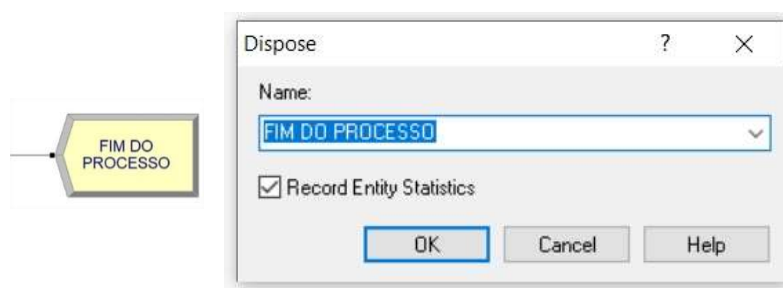 FIM DO
PROCESSO
Dispose ? X
Name:
FIM DO PROCESSO
Record Entity Statistics
OK Cancel Help